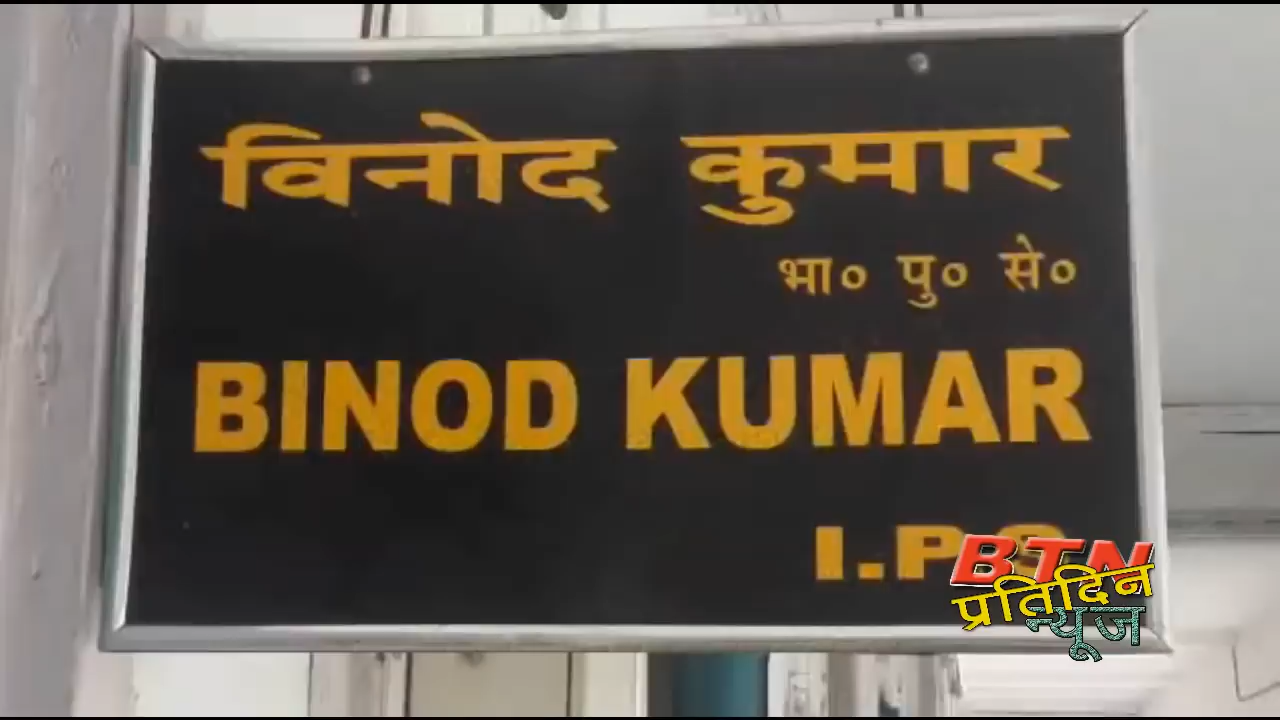 विनोद कुमार
भा० पु० से०
BINOD KUMAR
I.P.S
BTN
प्रतिदिन
न्यूज